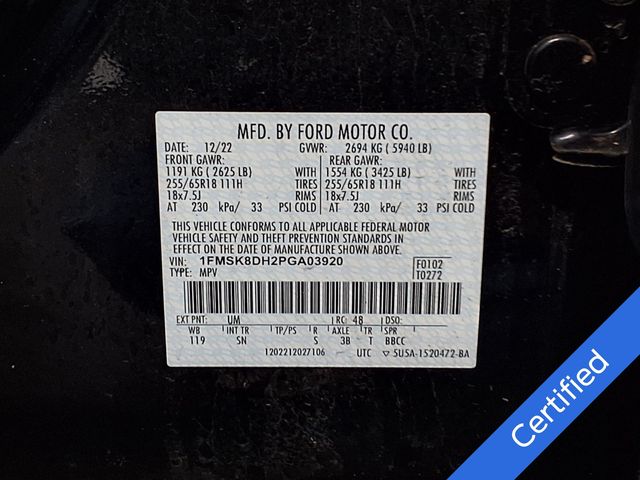 MFD. BY FORD MOTOR CO.
DATE: 12/22 GVWR: 2694 KG ( 5940 LB)
FRONT GAWR: REAR GAWR:
1191 KG ( 2625 LB) WITH 1554 KG ( 3425 LB) WITH
255/65R18 111H TIRES 255/65R18 111H TIRES
18x7.5J RIMS 18x7.5J RIMS
AT 230 kPa/ 33 PSI COLD AT 230 kPa/ 33 PSI COLD
THIS VEHICLE CONFORMS TO ALL APPLICABLE FEDERAL MOTOR
VEHICLE SAFETY AND THEFT PREVENTION STANDARDS IN
EFFECT ON THE DATE OF MANUFACTURE SHOWN ABOVE.
VIN: 1FMSK8DH2PGA03920 F0102
TYPE: MPV T0272
EXT PNT: UM RC: 48 DSO:
WB INT TR TP/PS R AXLE TR SPR
119 SN S 3B T BBCC
1202212027106 UTC ▽ 5U5A-1520472-BA
Certified